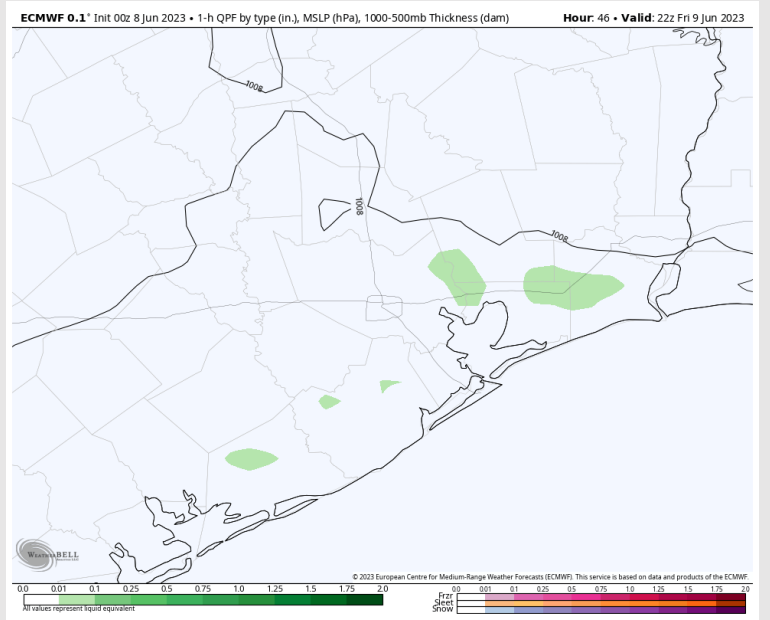 ECMWF 0.1° Init 00z 8 Jun 2023 • 1-h QPF by type (in.), MSLP (hPa), 1000-500mb Thickness (dam) Hour: 46 • Valid: 22z Fri 9 Jun 2023
1008
1008
1008
WEATHERBELL
© 2023 European Centre for Medium-Range Weather Forecasts (ECMWF). This service is based on data and products of the ECMWF.
0.0 0.01 0.1 0.25 0.5 0.75 1.0 1.25 1.5 1.75 2.0
All values represent liquid equivalent
0.0 0.01 0.1 0.25 0.5 0.75 1.0 1.25 1.5 1.75 2.0
Frzr
Sleet
Snow